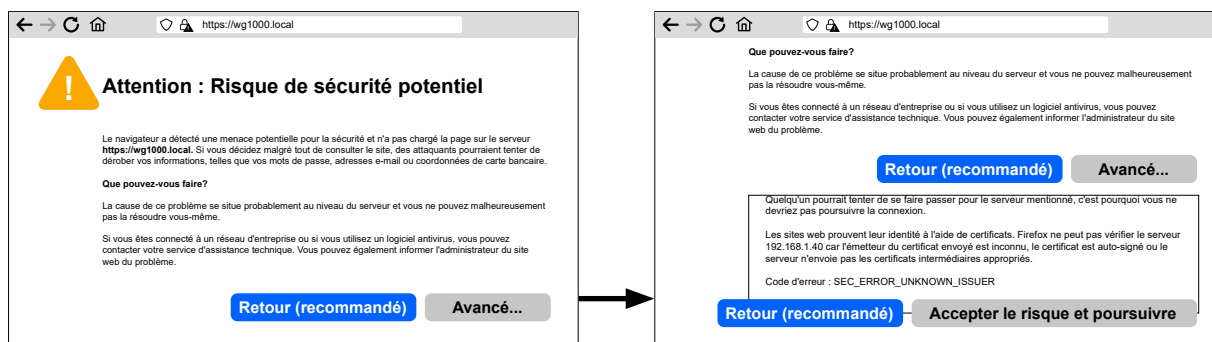 https://wg1000.local
Attention : Risque de sécurité potentiel
Le navigateur a détecté une menace potentielle pour la sécurité et n'a pas chargé la page sur le serveur
https://wg1000.local. Si vous décidez malgré tout de consulter le site, des attaquants pourraient tenter de
dérober vos informations, telles que vos mots de passe, adresses e-mail ou coordonnées de carte bancaire.
Que pouvez-vous faire?
La cause de ce problème se situe probablement au niveau du serveur et vous ne pouvez malheureusement
pas la résoudre vous-même.
Si vous êtes connecté à un réseau d'entreprise ou si vous utilisez un logiciel antivirus, vous pouvez
contacter votre service d'assistance technique. Vous pouvez également informer l'administrateur du site
web du problème.
Retour (recommandé)
Avancé...
https://wg1000.local
Que pouvez-vous faire?
La cause de ce problème se situe probablement au niveau du serveur et vous ne pouvez malheureusement
pas la résoudre vous-même.
Si vous êtes connecté à un réseau d'entreprise ou si vous utilisez un logiciel antivirus, vous pouvez
contacter votre service d'assistance technique. Vous pouvez également informer l'administrateur du site
web du problème.
Retour (recommandé)
Avancé...
Quelqu'un pourrait tenter de se faire passer pour le serveur mentionné, c'est pourquoi vous ne
devriez pas poursuivre la connexion.
Les sites web prouvent leur identité à l'aide de certificats. Firefox ne peut pas vérifier le serveur
192.168.1.40 car l'émetteur du certificat envoyé est inconnu, le certificat est auto-signé ou le
serveur n'envoie pas les certificats intermédiaires appropriés.
Code d'erreur : SEC_ERROR_UNKNOWN_ISSUER
Retour (recommandé)
Accepter le risque et poursuivre